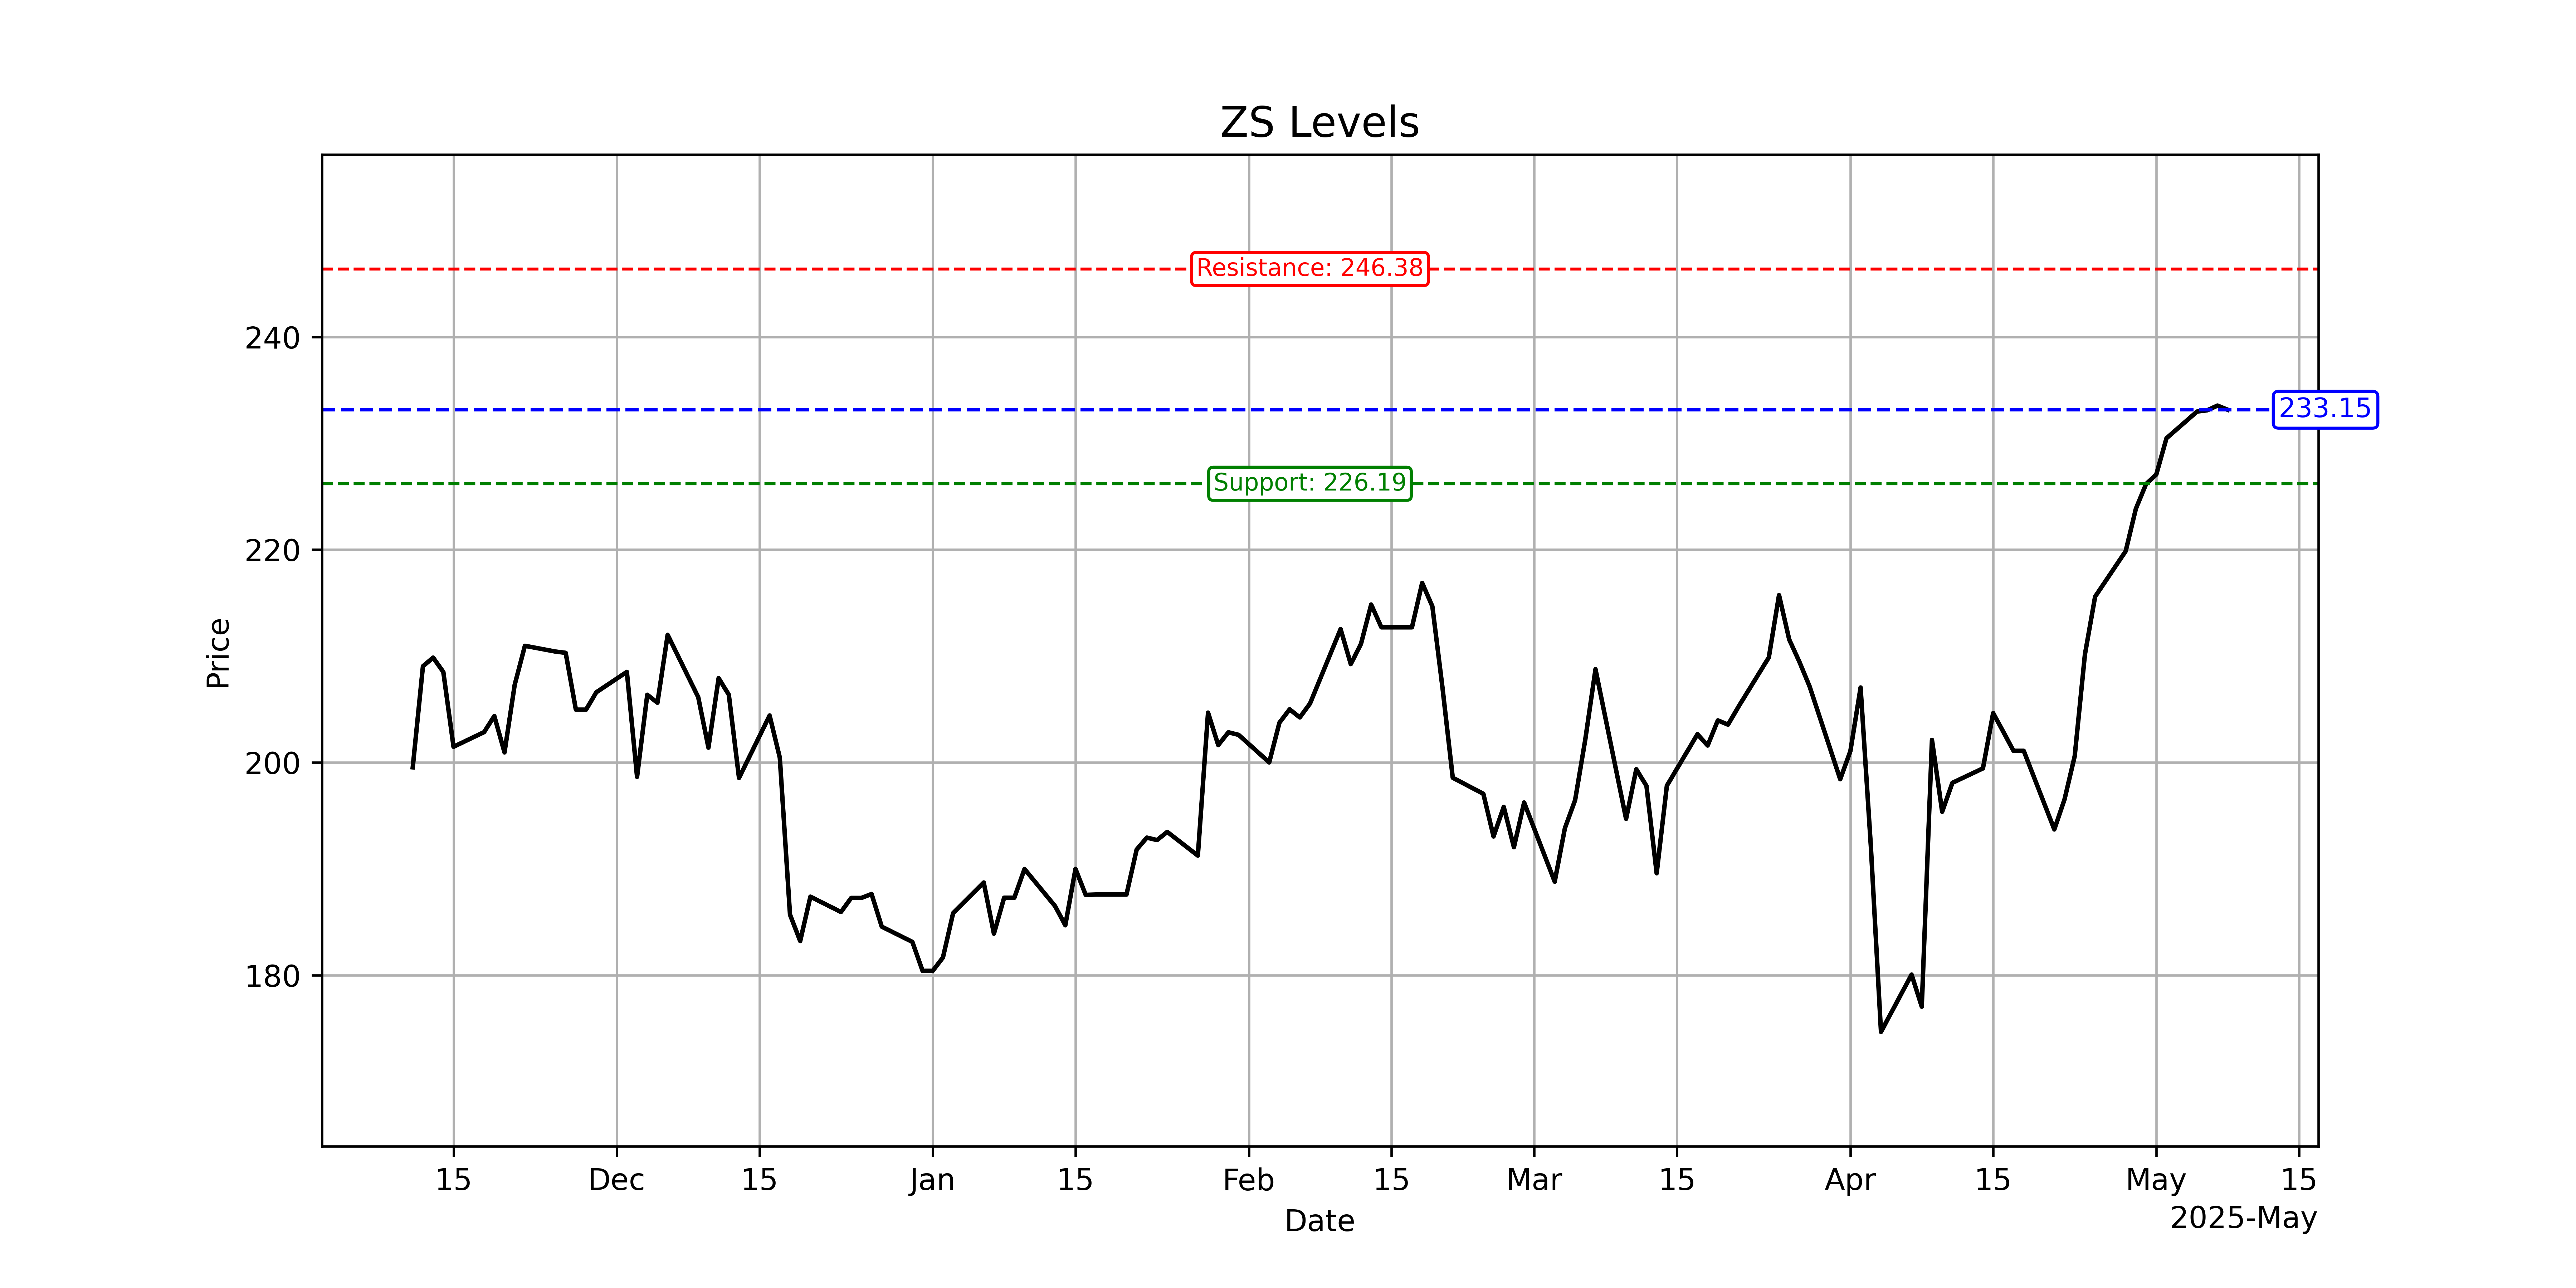 ZS Levels
Resistance: 246.38
240
233.15
Support: 226.19
220
Price
200
180
15 Dec 15 Jan 15 Feb 15 Mar 15 Apr 15 May 15
Date
2025-May